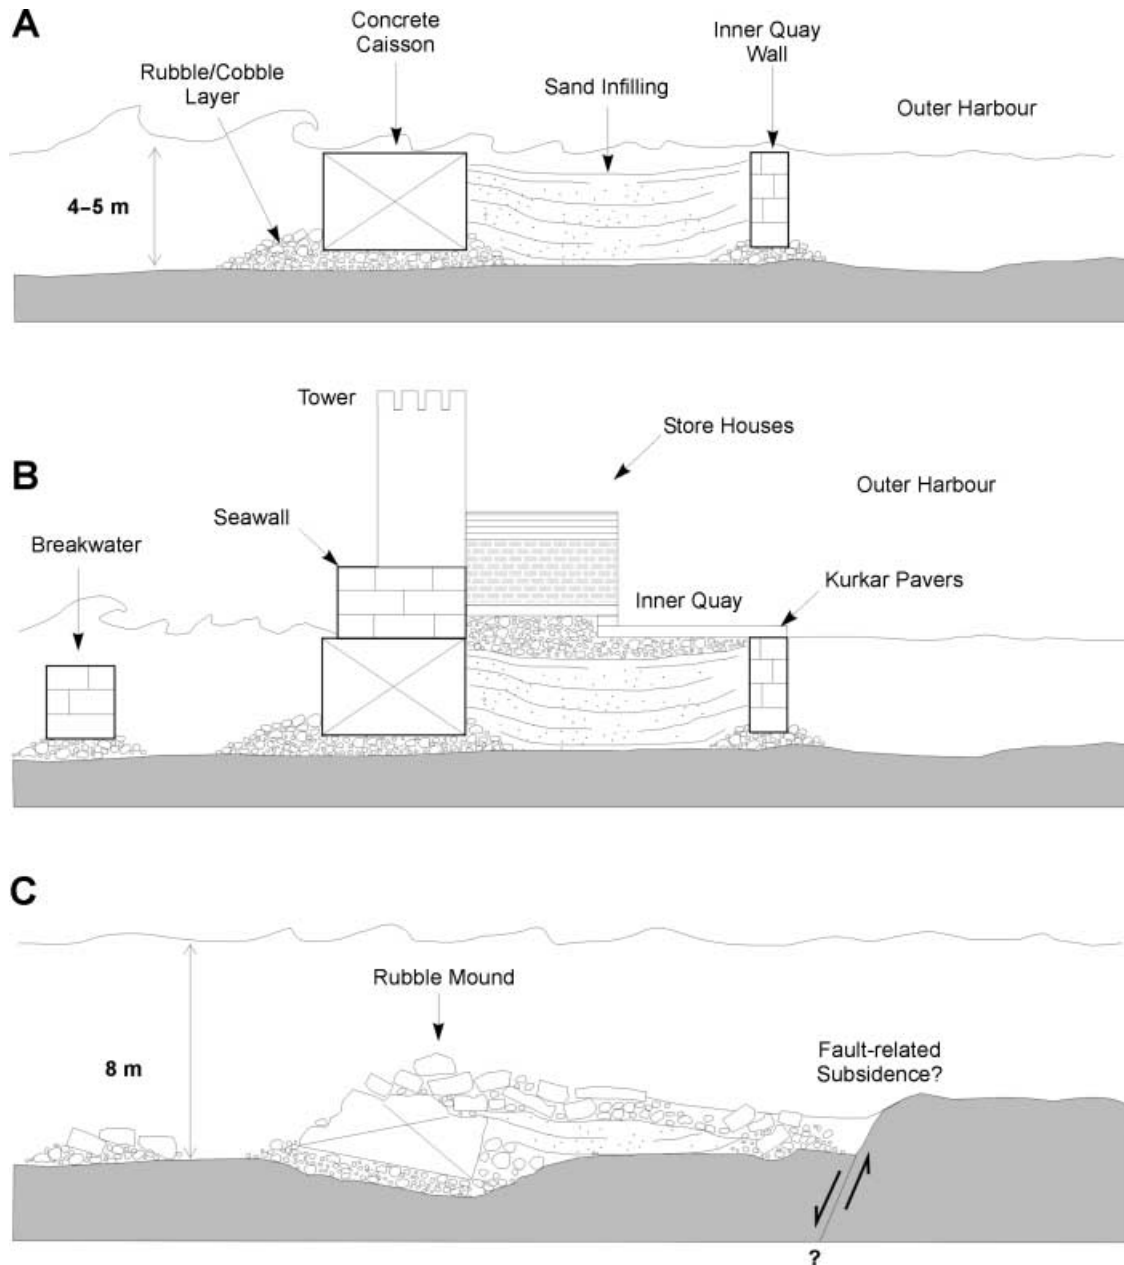 A
Concrete
Caisson
Inner Quay
Wall
Rubble/Cobble
Layer
Sand Infilling
Outer Harbour
4–5 m
B
Tower
Store Houses
Outer Harbour
Seawall
Breakwater
Kurkar Pavers
Inner Quay
C
Rubble Mound
8 m
Fault-related
Subsidence?
?